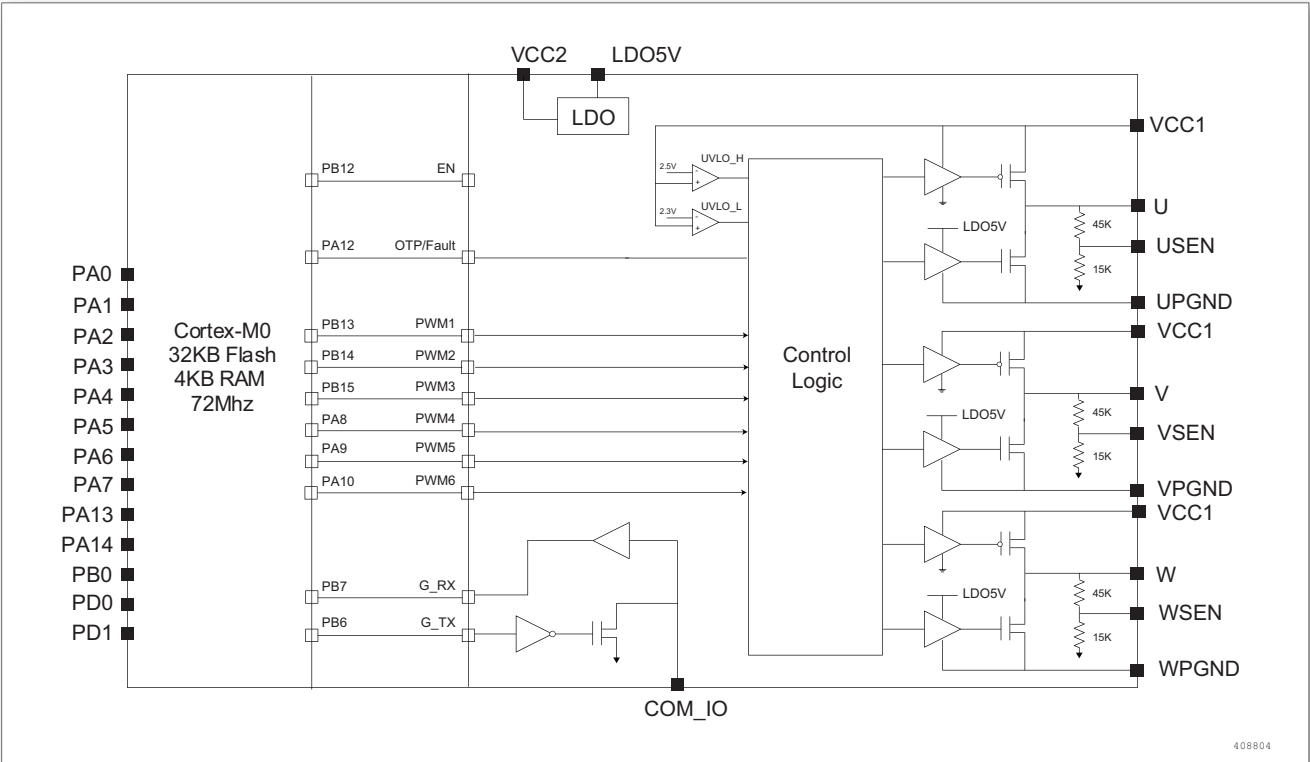 VCC2 LDO5V
LDO
VCC1
PB12 EN
2.5V UVLO_H
-
+
2.3V UVLO_L
-
+
U
45K
LDO5V
USEN
15K
PA12 OTP/Fault
PA0
PA1
PA2
PA3
PA4
PA5
PA6
PA7
PA13
PA14
PB0
PD0
PD1
Cortex-M0
32KB Flash
4KB RAM
72Mhz
UPGND
VCC1
PB13 PWM1
PB14 PWM2
PB15 PWM3
PA8 PWM4
PA9 PWM5
PA10 PWM6
Control
Logic
V
45K
LDO5V
VSEN
15K
VPGND
VCC1
W
45K
LDO5V
WSEN
15K
WPGND
PB7 G_RX
PB6 G_TX
COM_IO
408804